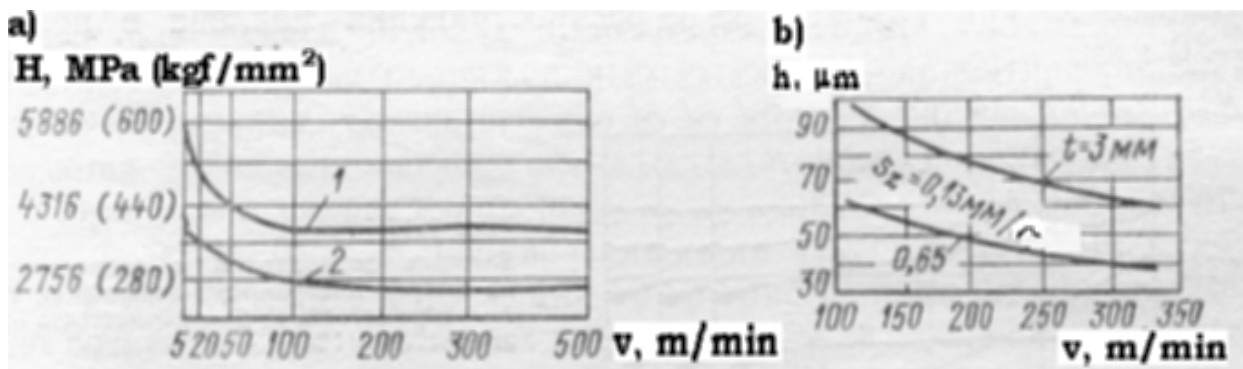 a)
H, MPa (kgf/mm²)
5886 (600)
4316 (440)
2756 (280)
1
2
5 20 50 100 200 300 500 v, m/min
b)
h, μm
90
70
50
30
t=3 мм
s_z=0,13 мм/
0,65
100 150 200 250 300 350
v, m/min